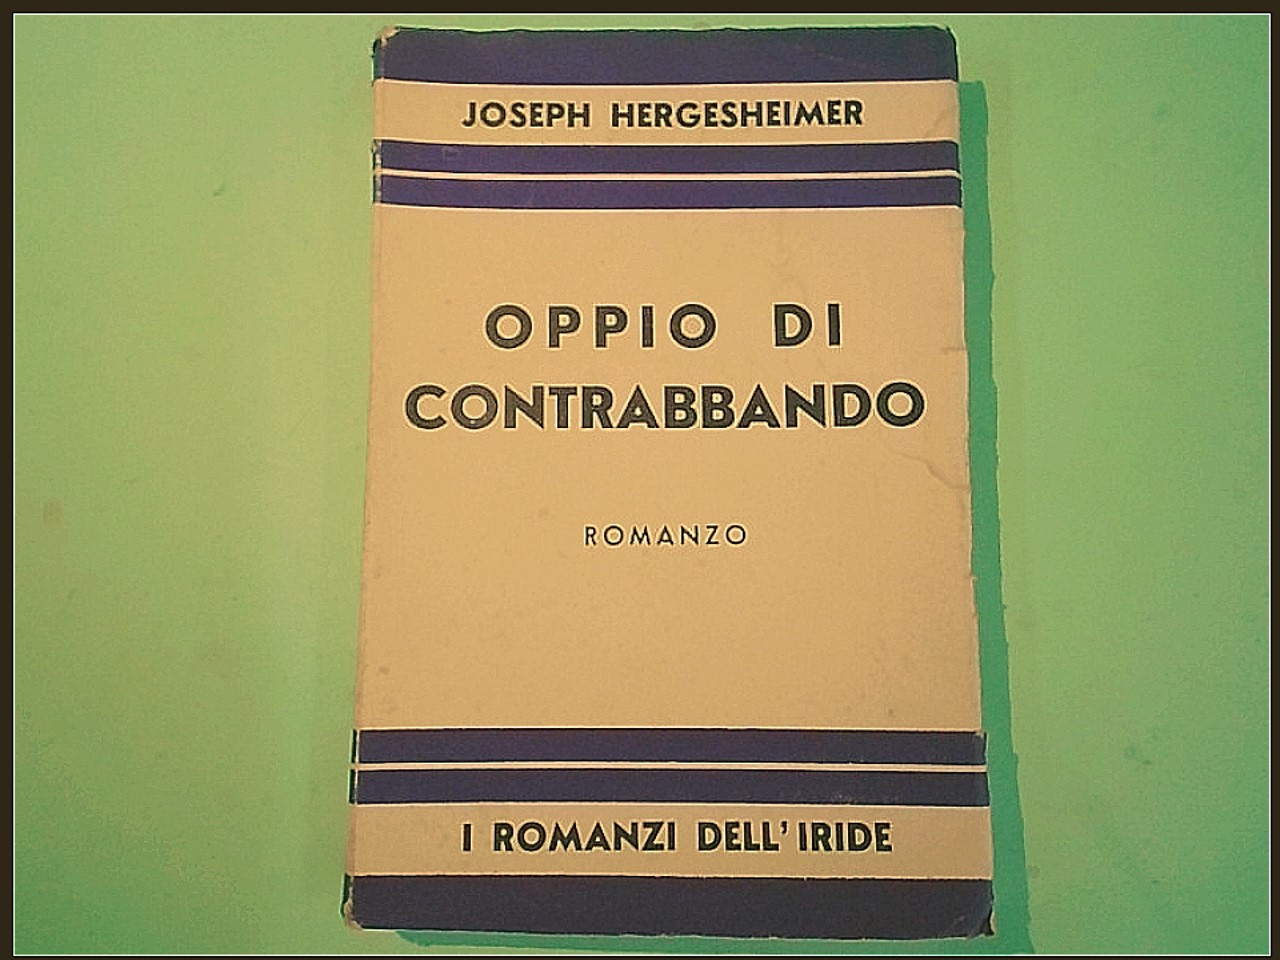 JOSEPH HERGESHEIMER
OPPIO DI
CONTRABBANDO
ROMANZO
I ROMANZI DELL'IRIDE